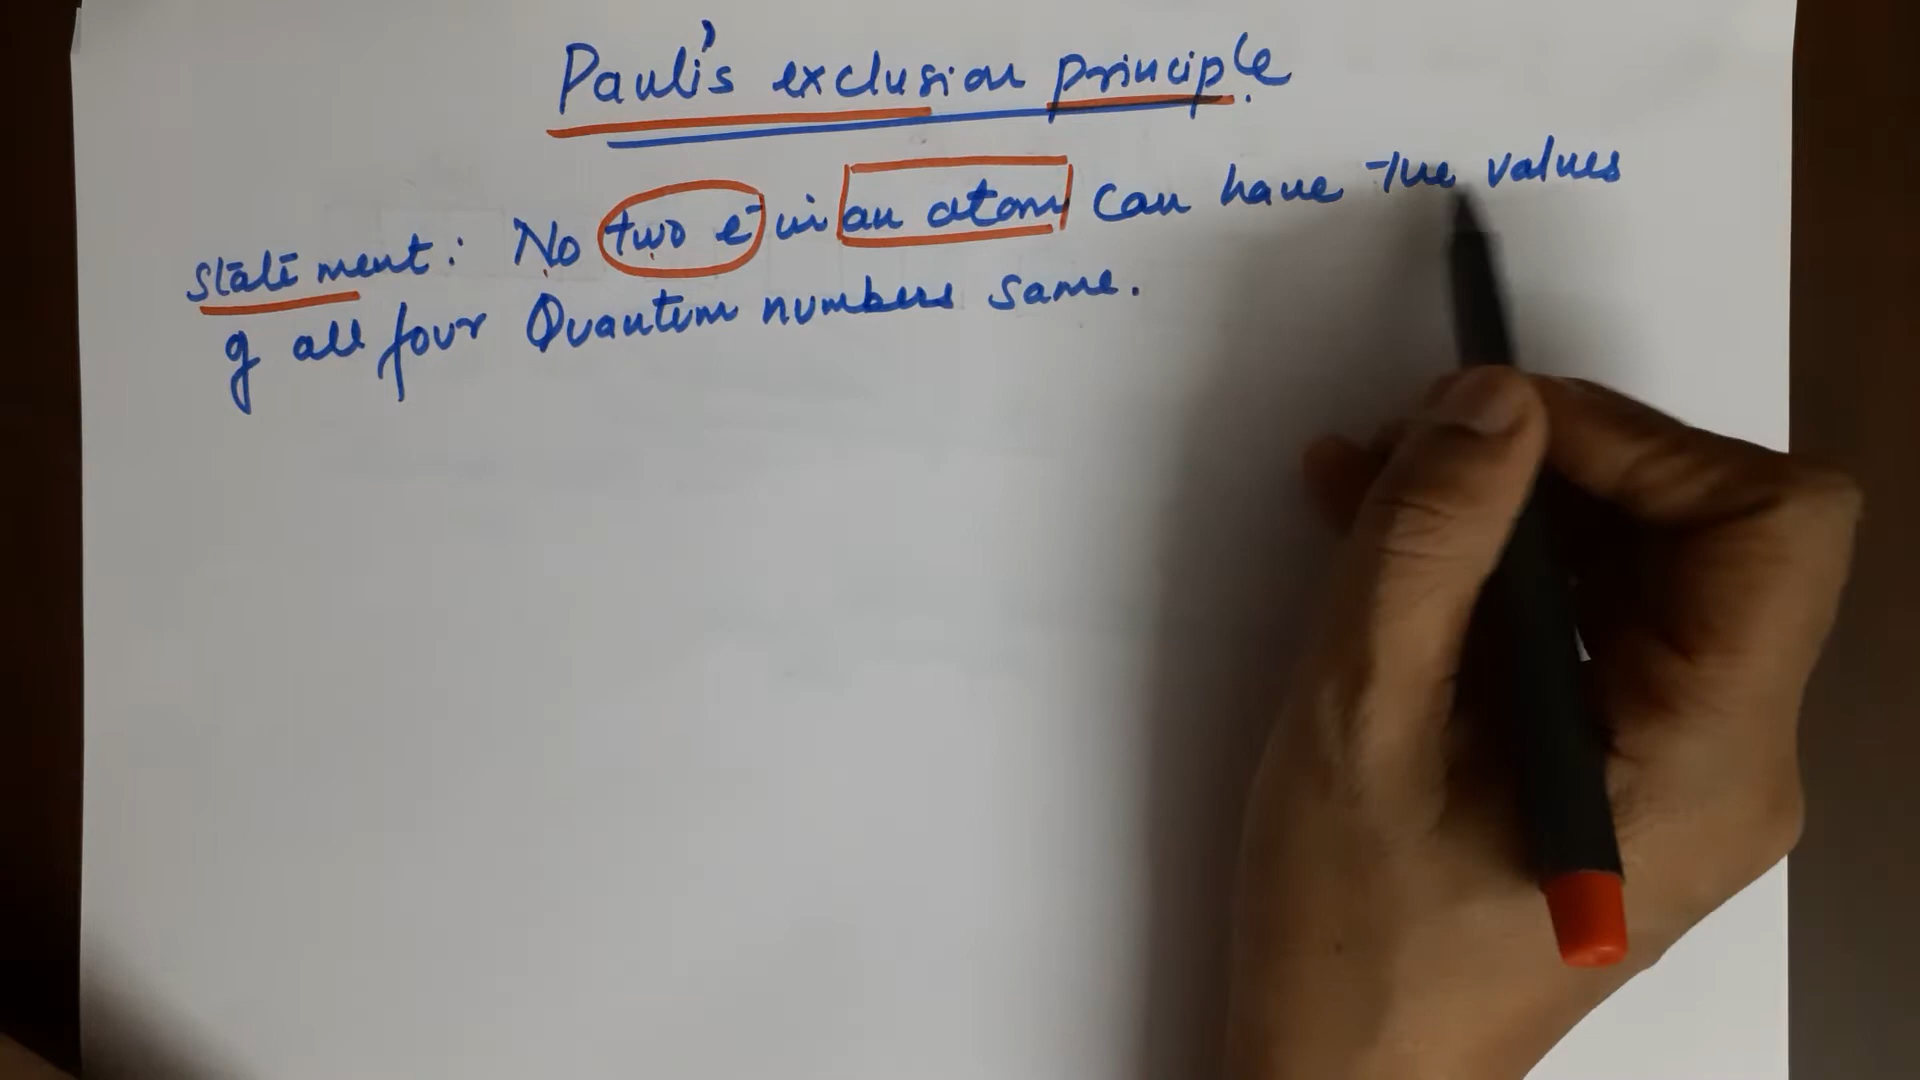 Pauli's exclusion principle
Statement: No two e⁻ in an atom can have the values
of all four Quantum numbers same.